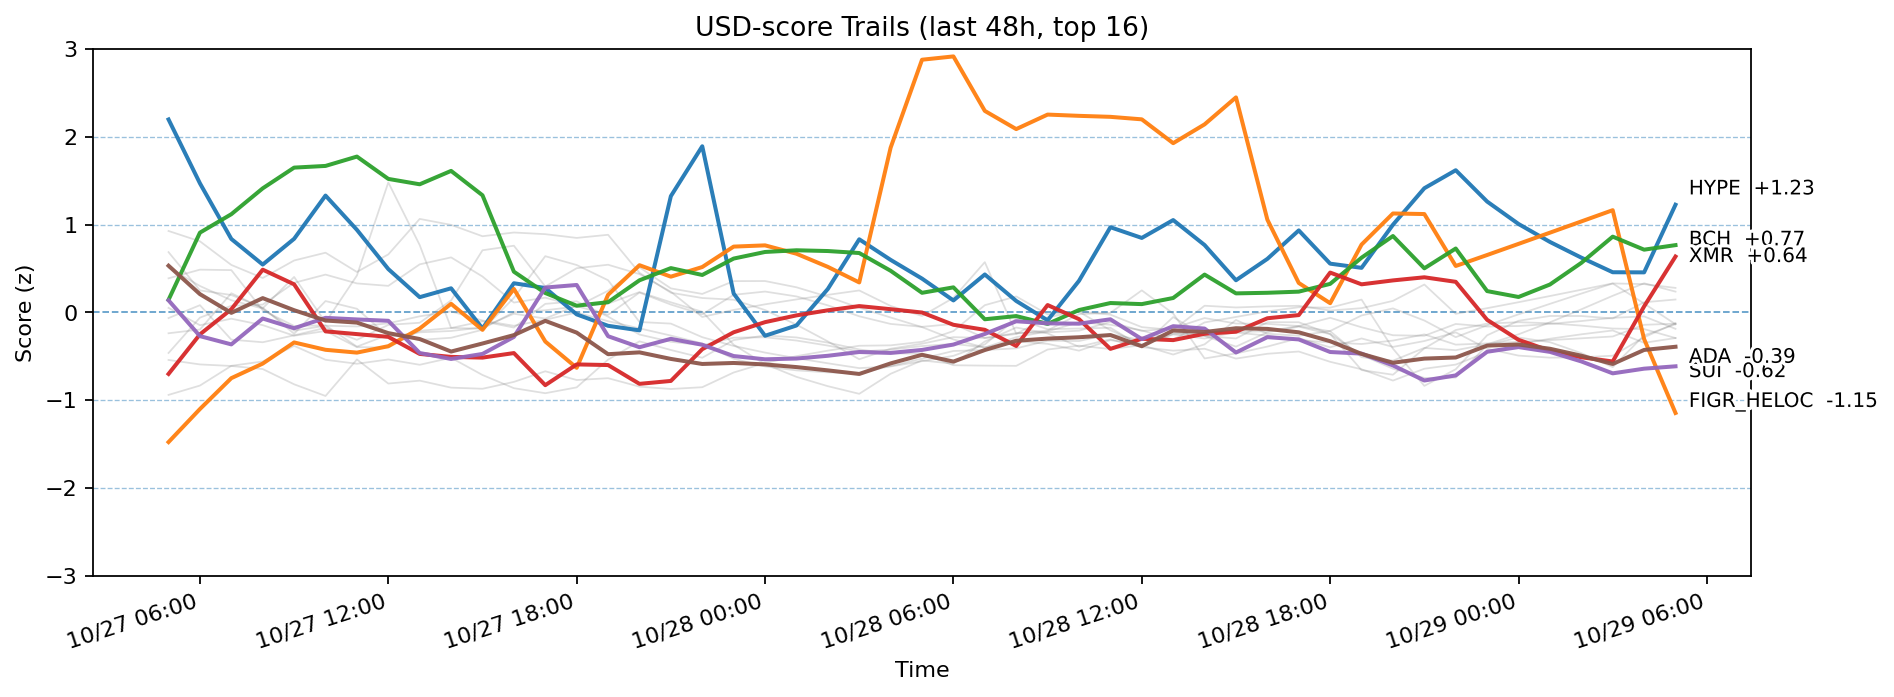 USD-score Trails (last 48h, top 16)
Score (z)
3
2
1
0
−1
−2
−3
HYPE +1.23
BCH +0.77
XMR +0.64
ADA -0.39
SUI -0.62
FIGR_HELOC -1.15
10/27 06:00
10/27 12:00
10/27 18:00
10/28 00:00
10/28 06:00
10/28 12:00
10/28 18:00
10/29 00:00
10/29 06:00
Time